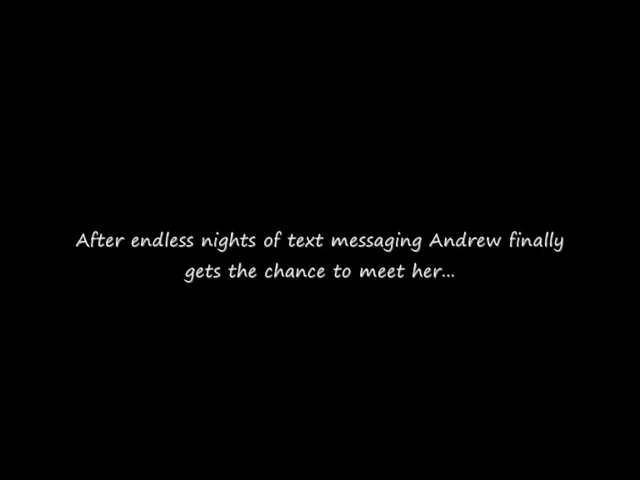 After endless nights of text messaging Andrew finally
gets the chance to meet her...